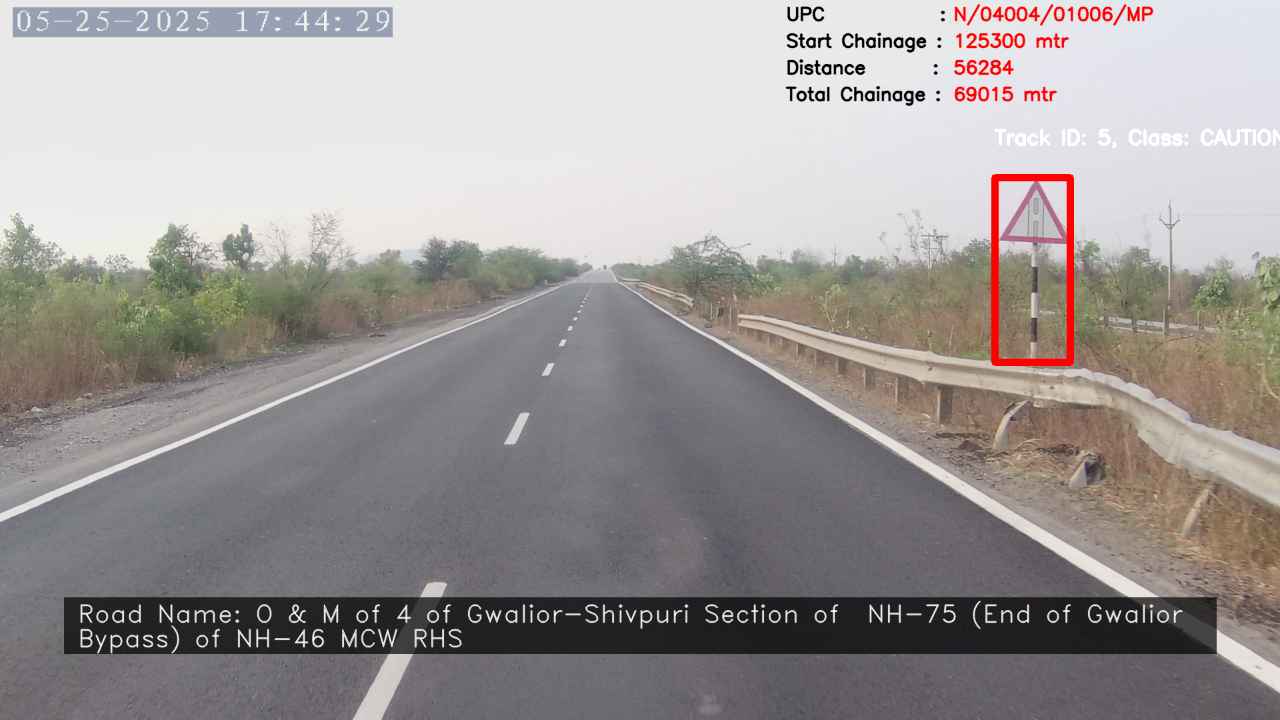 05-25-2025 17:44:29
UPC : N/04004/01006/MP
Start Chainage : 125300 mtr
Distance : 56284
Total Chainage : 69015 mtr
Track ID: 5, Class: CAUTION
Road Name: O & M of 4 of Gwalior-Shivpuri Section of NH-75 (End of Gwalior
Bypass) of NH-46 MCW RHS